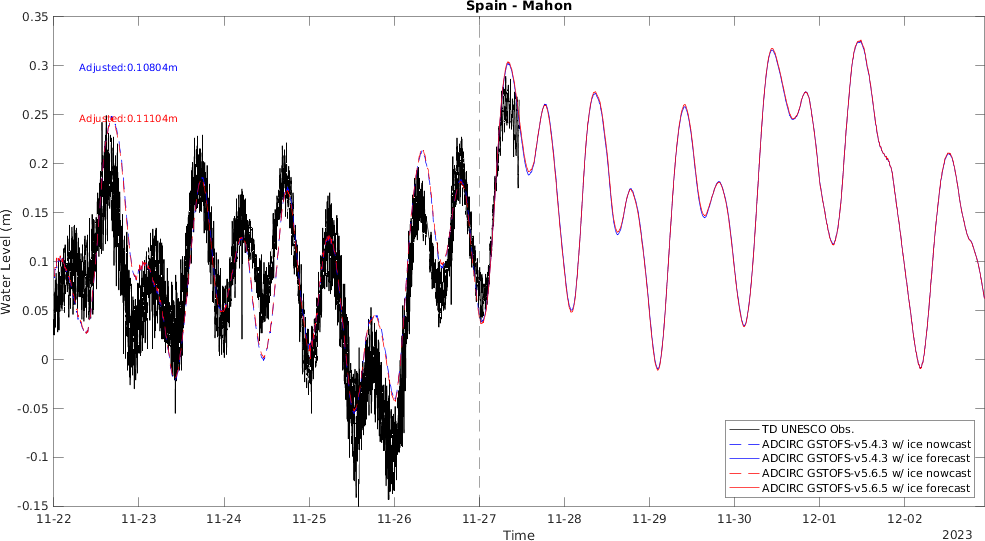 Spain - Mahon
0.35
0.3
0.25
0.2
0.15
0.1
0.05
0
-0.05
-0.1
-0.15
Water Level (m)
Adjusted:0.10804m
Adjusted:0.11104m
TD UNESCO Obs.
ADCIRC GSTOFS-v5.4.3 w/ ice nowcast
ADCIRC GSTOFS-v5.4.3 w/ ice forecast
ADCIRC GSTOFS-v5.6.5 w/ ice nowcast
ADCIRC GSTOFS-v5.6.5 w/ ice forecast
11-22 11-23 11-24 11-25 11-26 11-27 11-28 11-29 11-30 12-01 12-02
Time
2023